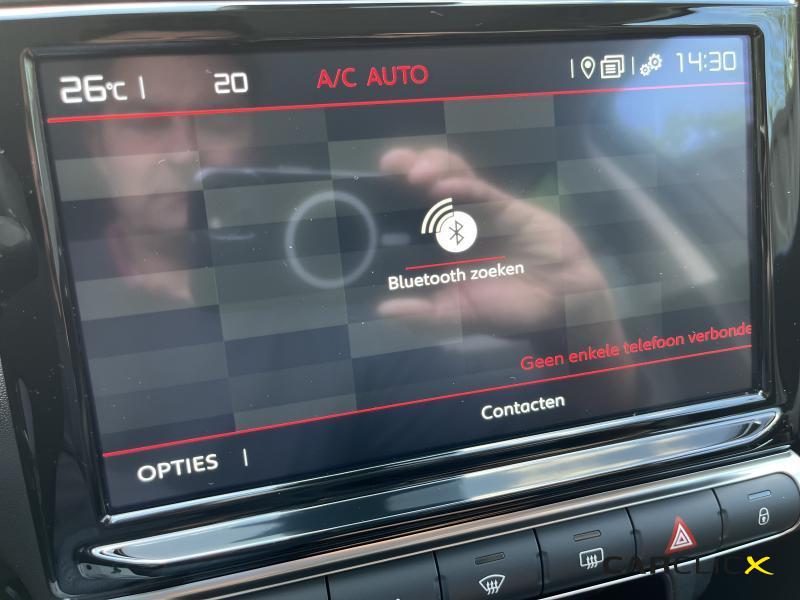 26°C 20 A/C AUTO 14:30
Bluetooth zoeken
Geen enkele telefoon verbonde
Contacten
OPTIES
CARCLICX